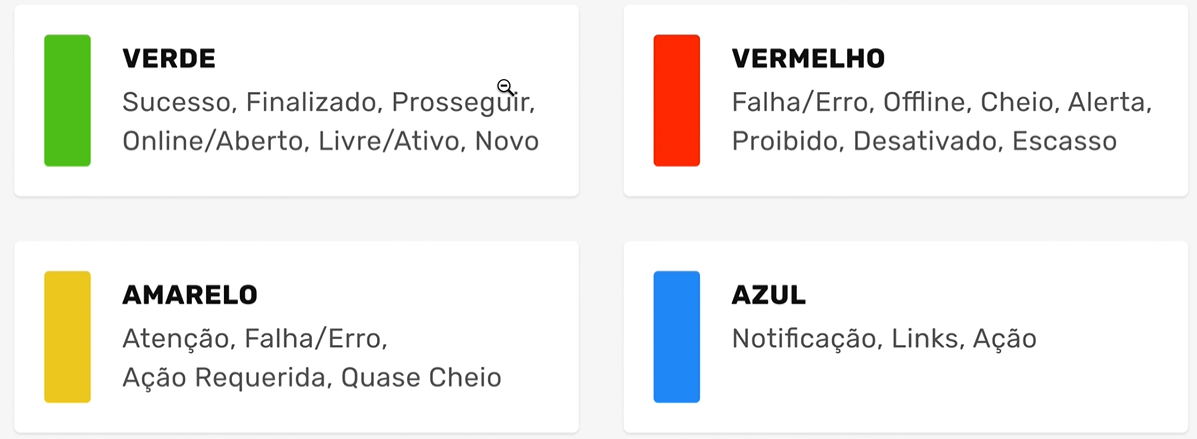 VERDE
Sucesso, Finalizado, Prosseguir,
Online/Aberto, Livre/Ativo, Novo
VERMELHO
Falha/Erro, Offline, Cheio, Alerta,
Proibido, Desativado, Escasso
AMARELO
Atenção, Falha/Erro,
Ação Requerida, Quase Cheio
AZUL
Notificação, Links, Ação